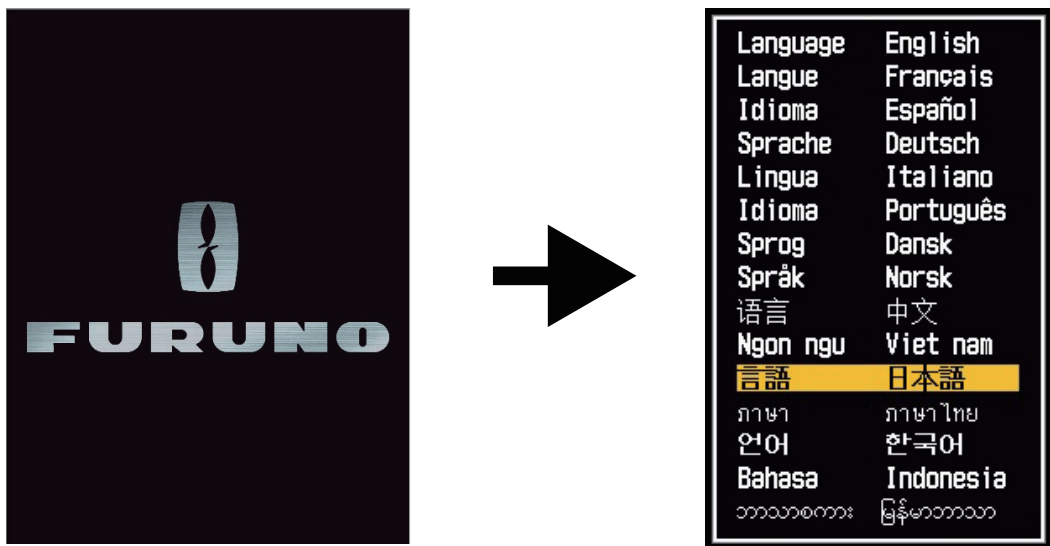 FURUNO
Language English
Langue Français
Idioma Español
Sprache Deutsch
Lingua Italiano
Idioma Português
Sprog Dansk
Språk Norsk
语言 中文
Ngon ngu Viet nam
言語 日本語
ภาษา ภาษาไทย
언어 한국어
Bahasa Indonesia
ဘာသာစကား မြန်မာဘာသာ